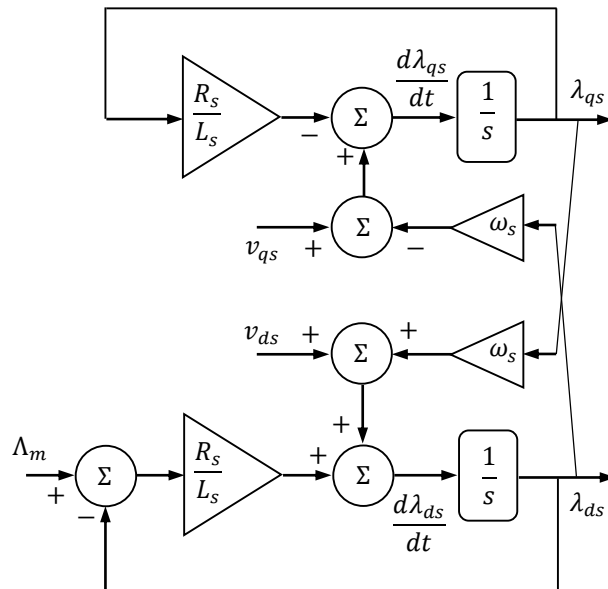 R_s/L_s
−
Σ
+
dλ_qs/dt
1/s
λ_qs
v_qs
+
Σ
−
ω_s
v_ds
+
Σ
+
ω_s
Λ_m
+
Σ
−
R_s/L_s
+
+
Σ
dλ_ds/dt
1/s
λ_ds